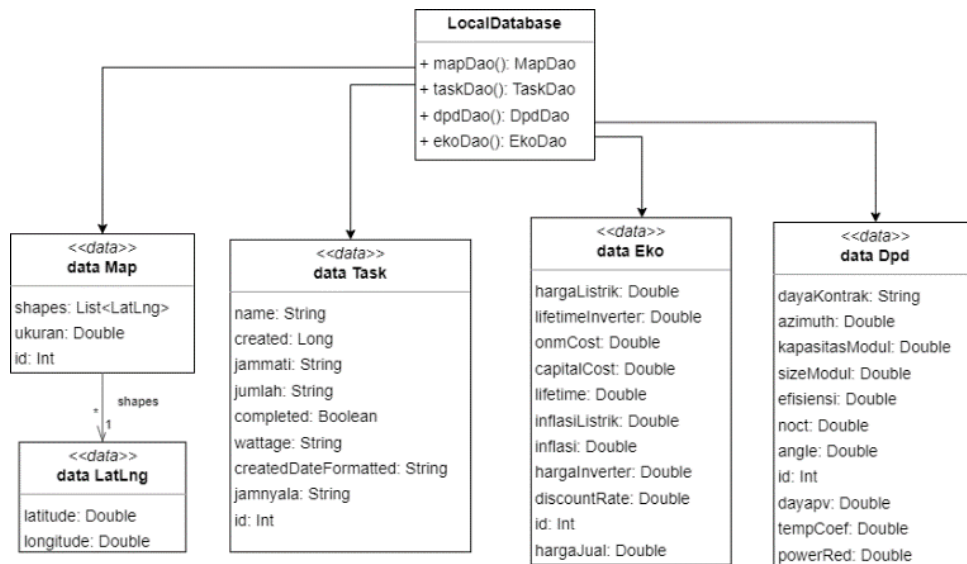 LocalDatabase
+ mapDao(): MapDao
+ taskDao(): TaskDao
+ dpdDao(): DpdDao
+ ekoDao(): EkoDao
<<data>>
data Map
shapes: List<LatLng>
ukuran: Double
id: Int
shapes
*
1
<<data>>
data LatLng
latitude: Double
longitude: Double
<<data>>
data Task
name: String
created: Long
jammati: String
jumlah: String
completed: Boolean
wattage: String
createdDateFormatted: String
jamnyala: String
id: Int
<<data>>
data Eko
hargaListrik: Double
lifetimeInverter: Double
onmCost: Double
capitalCost: Double
lifetime: Double
inflasiListrik: Double
inflasi: Double
hargaInverter: Double
discountRate: Double
id: Int
hargaJual: Double
<<data>>
data Dpd
dayaKontrak: String
azimuth: Double
kapasitasModul: Double
sizeModul: Double
efisiensi: Double
noct: Double
angle: Double
id: Int
dayapv: Double
tempCoef: Double
powerRed: Double